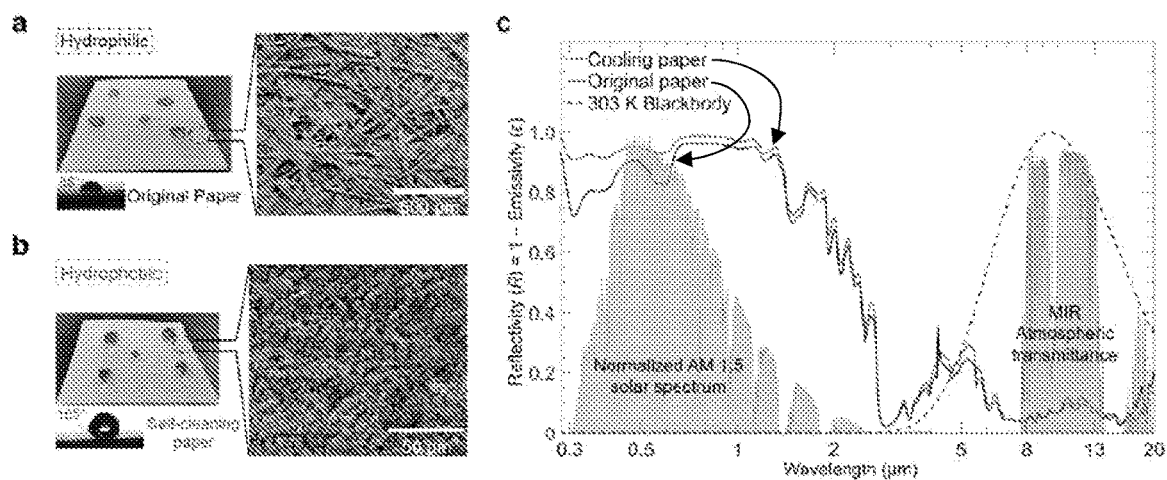 a
Hydrophilic
Original Paper
b
Hydrophobic
Self-cleaning
paper
c
Cooling paper
Original paper
303 K Blackbody
Reflectivity (R) = 1 – Emissivity (ε)
1.0
0.8
0.6
0.4
0.2
0
Normalized AM 1.5
solar spectrum
MIR
Atmospheric
transmittance
0.3 0.5 1 5 8 13 20
Wavelength (μm)